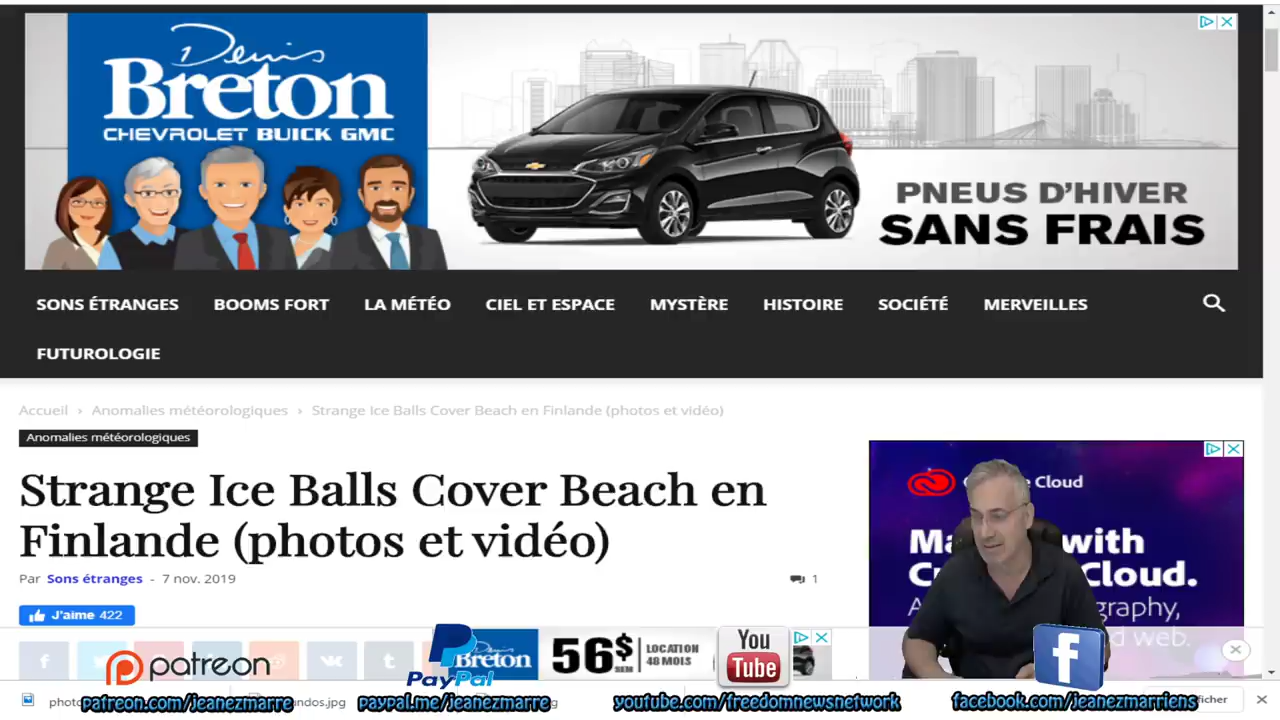 Denis
Breton
CHEVROLET BUICK GMC
PNEUS D'HIVER
SANS FRAIS
SONS ÉTRANGES BOOMS FORT LA MÉTÉO CIEL ET ESPACE MYSTÈRE HISTOIRE SOCIÉTÉ MERVEILLES
FUTUROLOGIE
Accueil › Anomalies météorologiques › Strange Ice Balls Cover Beach en Finlande (photos et vidéo)
Anomalies météorologiques
Strange Ice Balls Cover Beach en
Finlande (photos et vidéo)
Par Sons étranges - 7 nov. 2019 1
J'aime 422
Cloud
with
Cloud.
patreon
PayPal
Breton
56$
SEM
LOCATION
48 MOIS
You
Tube
patreon.com/jeanezmarre
paypal.me/jeanezmarre
youtube.com/freedomnewsnetwork
facebook.com/jeanezmarriens